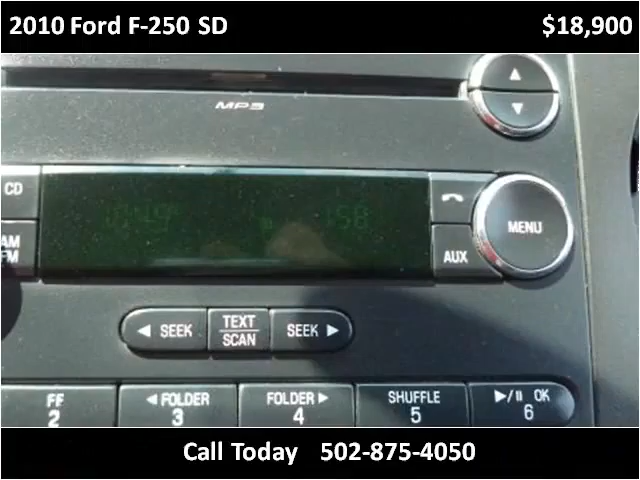 2010 Ford F-250 SD $18,900
MP3
CD
AM
FM
AUX
MENU
◄ SEEK
TEXT
SCAN
SEEK ►
FF
2
◄FOLDER
3
FOLDER►
4
SHUFFLE
5
►/II OK
6
Call Today 502-875-4050